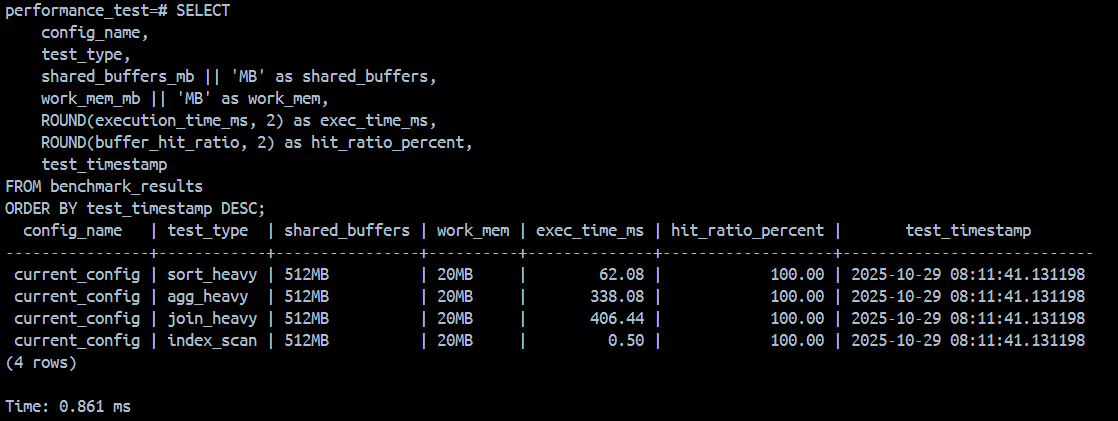 performance_test=# SELECT
    config_name,
    test_type,
    shared_buffers_mb || 'MB' as shared_buffers,
    work_mem_mb || 'MB' as work_mem,
    ROUND(execution_time_ms, 2) as exec_time_ms,
    ROUND(buffer_hit_ratio, 2) as hit_ratio_percent,
    test_timestamp
FROM benchmark_results
ORDER BY test_timestamp DESC;
  config_name   | test_type  | shared_buffers | work_mem | exec_time_ms | hit_ratio_percent |       test_timestamp
----------------+------------+----------------+----------+--------------+-------------------+----------------------------
 current_config | sort_heavy | 512MB          | 20MB     |        62.08 |            100.00 | 2025-10-29 08:11:41.131198
 current_config | agg_heavy  | 512MB          | 20MB     |       338.08 |            100.00 | 2025-10-29 08:11:41.131198
 current_config | join_heavy | 512MB          | 20MB     |       406.44 |            100.00 | 2025-10-29 08:11:41.131198
 current_config | index_scan | 512MB          | 20MB     |         0.50 |            100.00 | 2025-10-29 08:11:41.131198
(4 rows)

Time: 0.861 ms